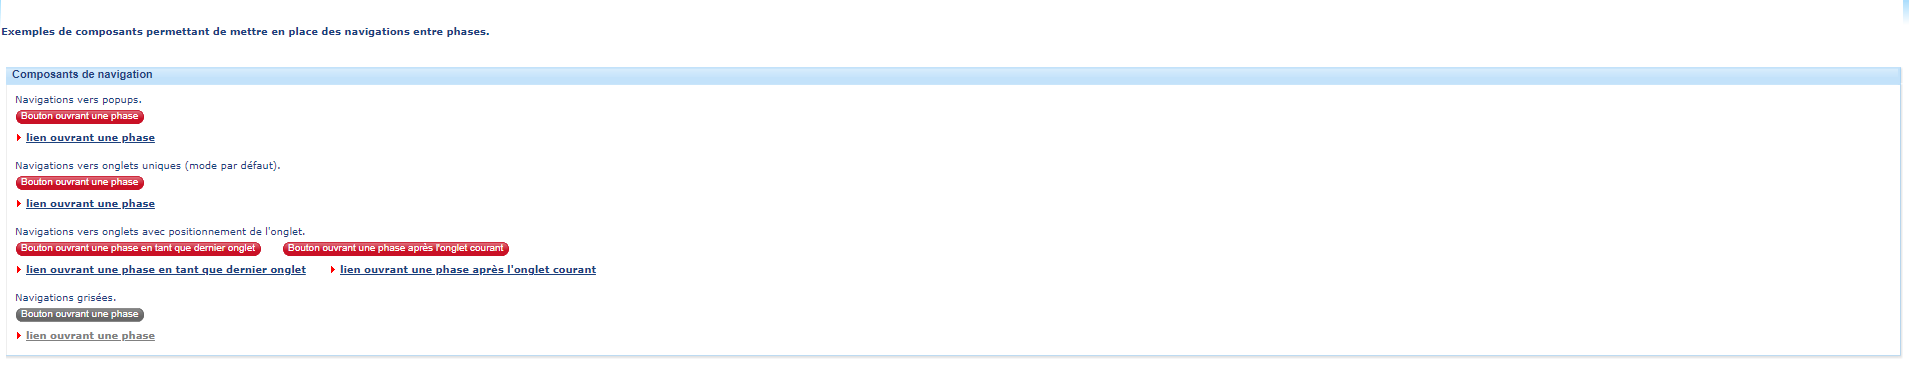 Exemples de composants permettant de mettre en place des navigations entre phases.
Composants de navigation
Navigations vers popups.
Bouton ouvrant une phase
lien ouvrant une phase
Navigations vers onglets uniques (mode par défaut).
Bouton ouvrant une phase
lien ouvrant une phase
Navigations vers onglets avec positionnement de l'onglet.
Bouton ouvrant une phase en tant que dernier onglet Bouton ouvrant une phase après l'onglet courant
lien ouvrant une phase en tant que dernier onglet lien ouvrant une phase après l'onglet courant
Navigations grisées.
Bouton ouvrant une phase
lien ouvrant une phase